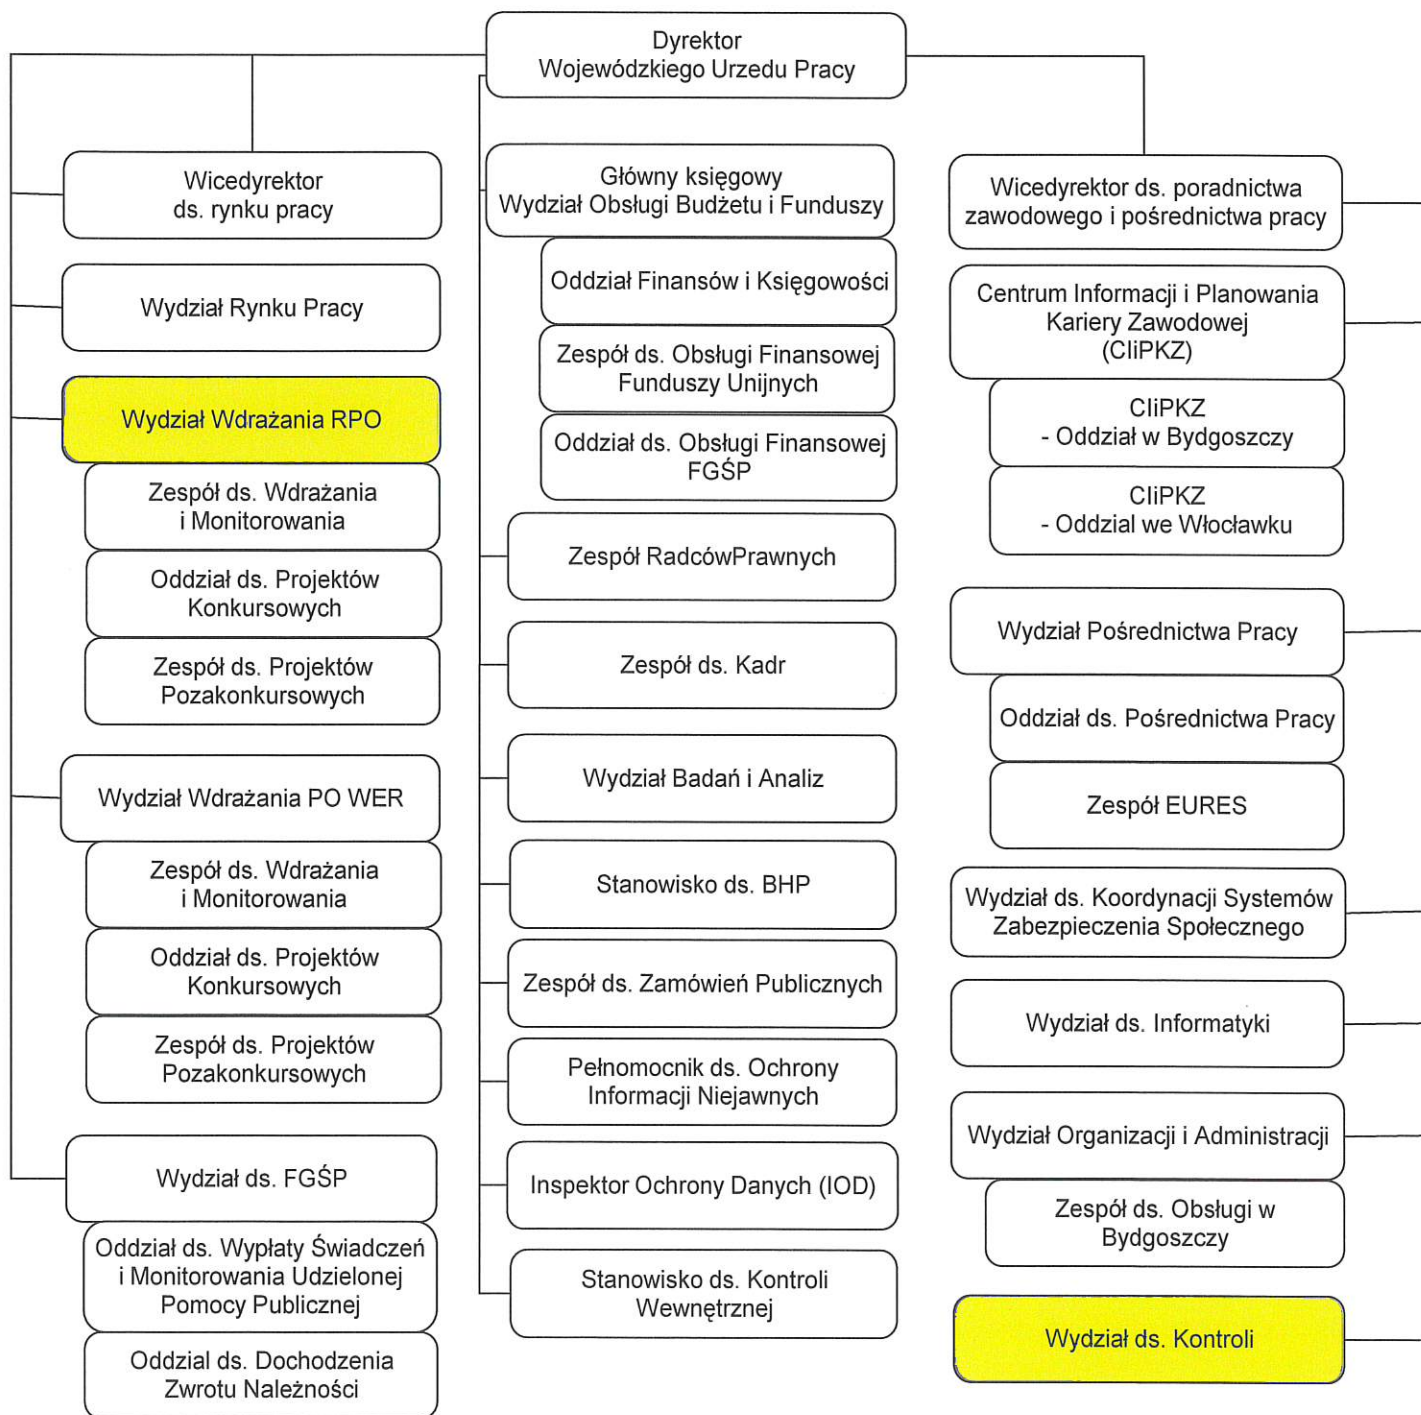 Dyrektor
Wojewódzkiego Urzedu Pracy
Wicedyrektor
ds. rynku pracy
Wydział Rynku Pracy
Wydział Wdrażania RPO
Zespół ds. Wdrażania
i Monitorowania
Oddział ds. Projektów
Konkursowych
Zespół ds. Projektów
Pozakonkursowych
Wydział Wdrażania PO WER
Zespół ds. Wdrażania
i Monitorowania
Oddział ds. Projektów
Konkursowych
Zespół ds. Projektów
Pozakonkursowych
Wydział ds. FGŚP
Oddział ds. Wypłaty Świadczeń
i Monitorowania Udzielonej
Pomocy Publicznej
Oddzial ds. Dochodzenia
Zwrotu Należności
Główny księgowy
Wydział Obsługi Budżetu i Funduszy
Oddział Finansów i Księgowości
Zespół ds. Obsługi Finansowej
Funduszy Unijnych
Oddział ds. Obsługi Finansowej
FGŚP
Zespół RadcówPrawnych
Zespół ds. Kadr
Wydział Badań i Analiz
Stanowisko ds. BHP
Zespół ds. Zamówień Publicznych
Pełnomocnik ds. Ochrony
Informacji Niejawnych
Inspektor Ochrony Danych (IOD)
Stanowisko ds. Kontroli
Wewnętrznej
Wicedyrektor ds. poradnictwa
zawodowego i pośrednictwa pracy
Centrum Informacji i Planowania
Kariery Zawodowej
(CIiPKZ)
CIiPKZ
- Oddział w Bydgoszczy
CIiPKZ
- Oddzial we Włocławku
Wydział Pośrednictwa Pracy
Oddział ds. Pośrednictwa Pracy
Zespół EURES
Wydział ds. Koordynacji Systemów
Zabezpieczenia Społecznego
Wydział ds. Informatyki
Wydział Organizacji i Administracji
Zespół ds. Obsługi w
Bydgoszczy
Wydział ds. Kontroli